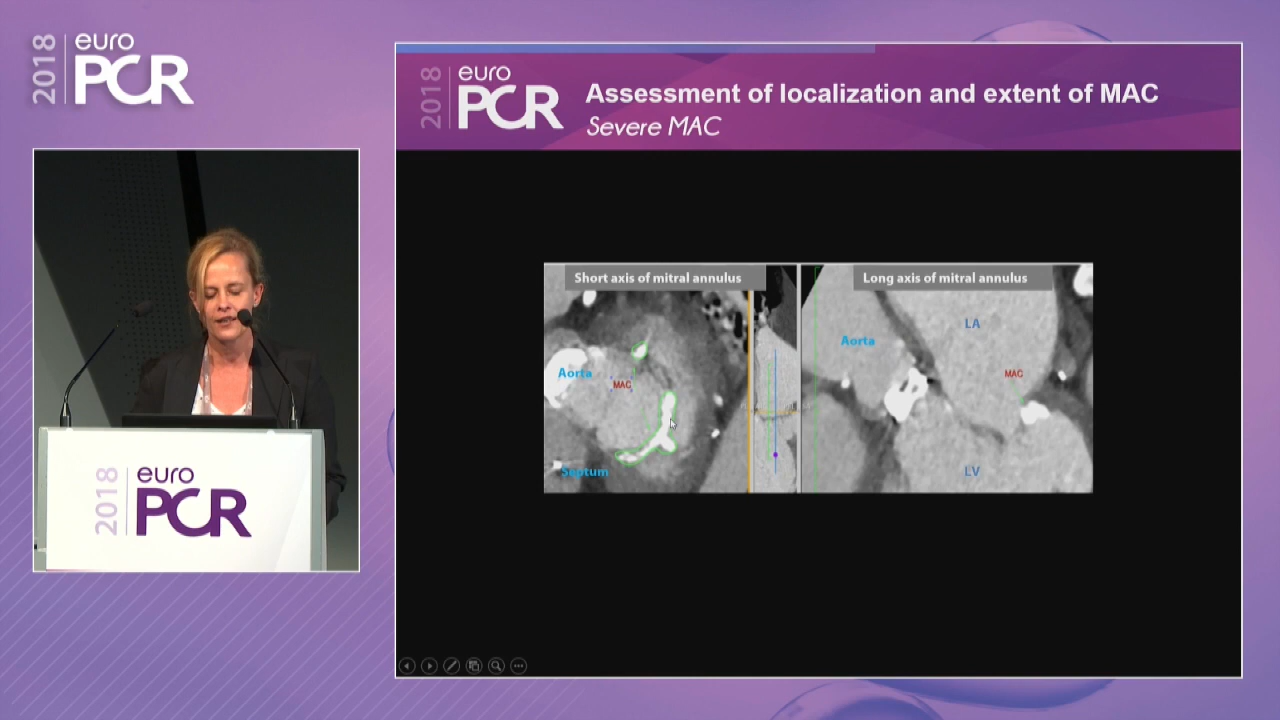 2018
euro
PCR
2018
euro
PCR
Assessment of localization and extent of MAC
Severe MAC
Short axis of mitral annulus
Long axis of mitral annulus
Aorta
MAC
Septum
Aorta
LA
MAC
LV
2018
euro
PCR